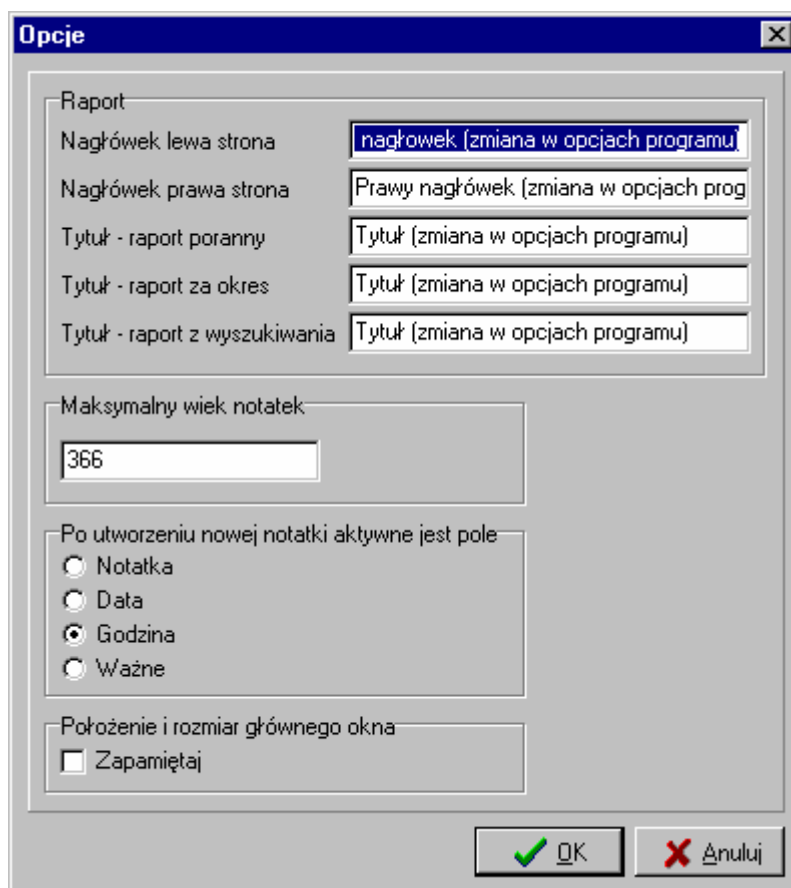 Opcje
Raport
Nagłówek lewa strona nagłowek (zmiana w opcjach programu)
Nagłówek prawa strona Prawy nagłówek (zmiana w opcjach prog
Tytuł - raport poranny Tytuł (zmiana w opcjach programu)
Tytuł - raport za okres Tytuł (zmiana w opcjach programu)
Tytuł - raport z wyszukiwania Tytuł (zmiana w opcjach programu)
Maksymalny wiek notatek
366
Po utworzeniu nowej notatki aktywne jest pole
Notatka
Data
Godzina
Ważne
Położenie i rozmiar głównego okna
Zapamiętaj
OK Anuluj